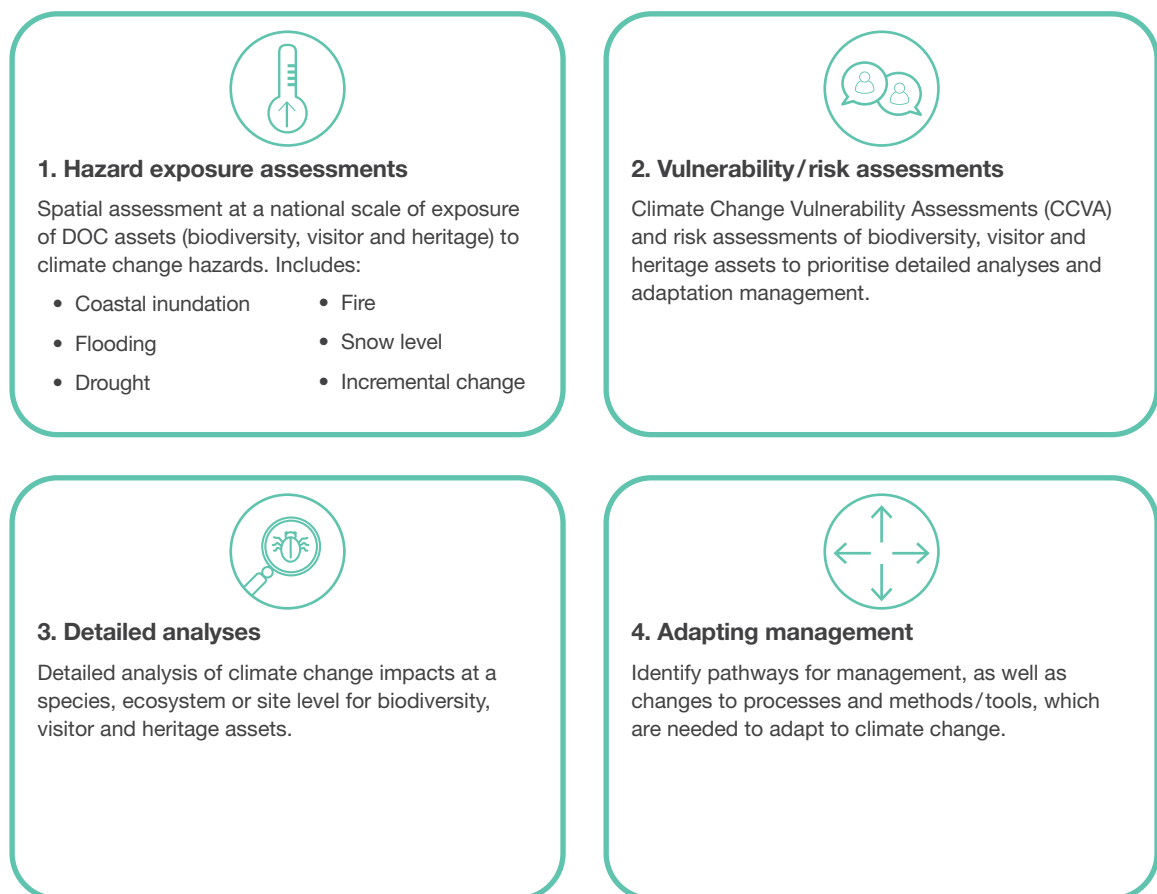 1. Hazard exposure assessments
Spatial assessment at a national scale of exposure
of DOC assets (biodiversity, visitor and heritage) to
climate change hazards. Includes:
• Coastal inundation
• Flooding
• Drought
• Fire
• Snow level
• Incremental change
2. Vulnerability/risk assessments
Climate Change Vulnerability Assessments (CCVA)
and risk assessments of biodiversity, visitor and
heritage assets to prioritise detailed analyses and
adaptation management.
3. Detailed analyses
Detailed analysis of climate change impacts at a
species, ecosystem or site level for biodiversity,
visitor and heritage assets.
4. Adapting management
Identify pathways for management, as well as
changes to processes and methods/tools, which
are needed to adapt to climate change.